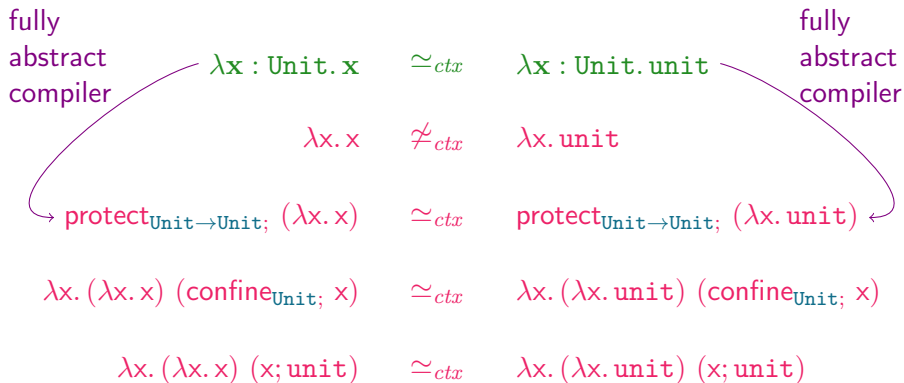 fully abstract compiler
fully abstract compiler
λx : Unit. x ≃ctx λx : Unit. unit
λx. x ≄ctx λx. unit
protectUnit→Unit; (λx. x) ≃ctx protectUnit→Unit; (λx. unit)
λx. (λx. x) (confineUnit; x) ≃ctx λx. (λx. unit) (confineUnit; x)
λx. (λx. x) (x; unit) ≃ctx λx. (λx. unit) (x; unit)